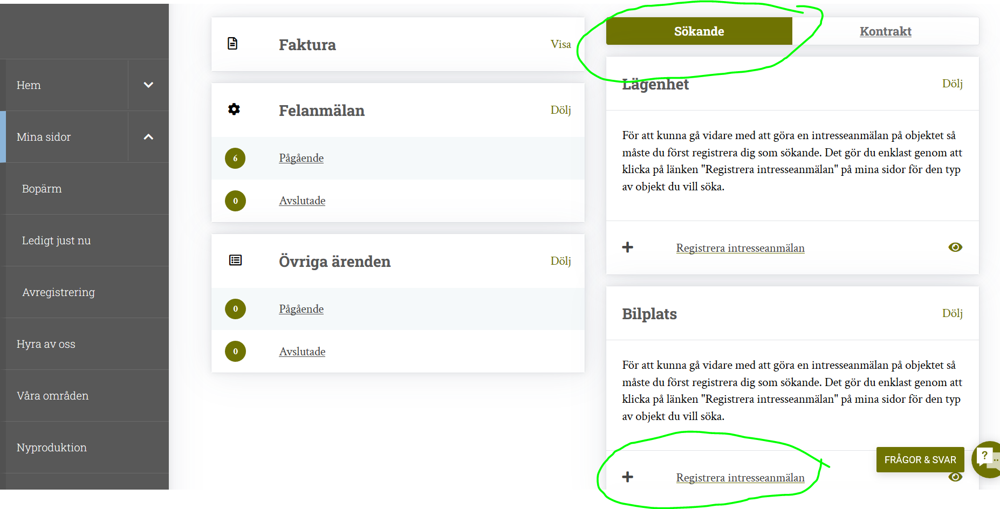 Hem
Mina sidor
Bopärm
Ledigt just nu
Avregistrering
Hyra av oss
Våra områden
Nyproduktion
Faktura
Visa
Felanmälan
Dölj
6
Pågående
0
Avslutade
Övriga ärenden
Dölj
0
Pågående
0
Avslutade
Sökande
Kontrakt
Lägenhet
Dölj
För att kunna gå vidare med att göra en intresseanmälan på objektet så
måste du först registrera dig som sökande. Det gör du enklast genom att
klicka på länken "Registrera intresseanmälan" på mina sidor för den typ
av objekt du vill söka.
Registrera intresseanmälan
Bilplats
Dölj
För att kunna gå vidare med att göra en intresseanmälan på objektet så
måste du först registrera dig som sökande. Det gör du enklast genom att
klicka på länken "Registrera intresseanmälan" på mina sidor för den typ
av objekt du vill söka.
Registrera intresseanmälan
FRÅGOR & SVAR
?